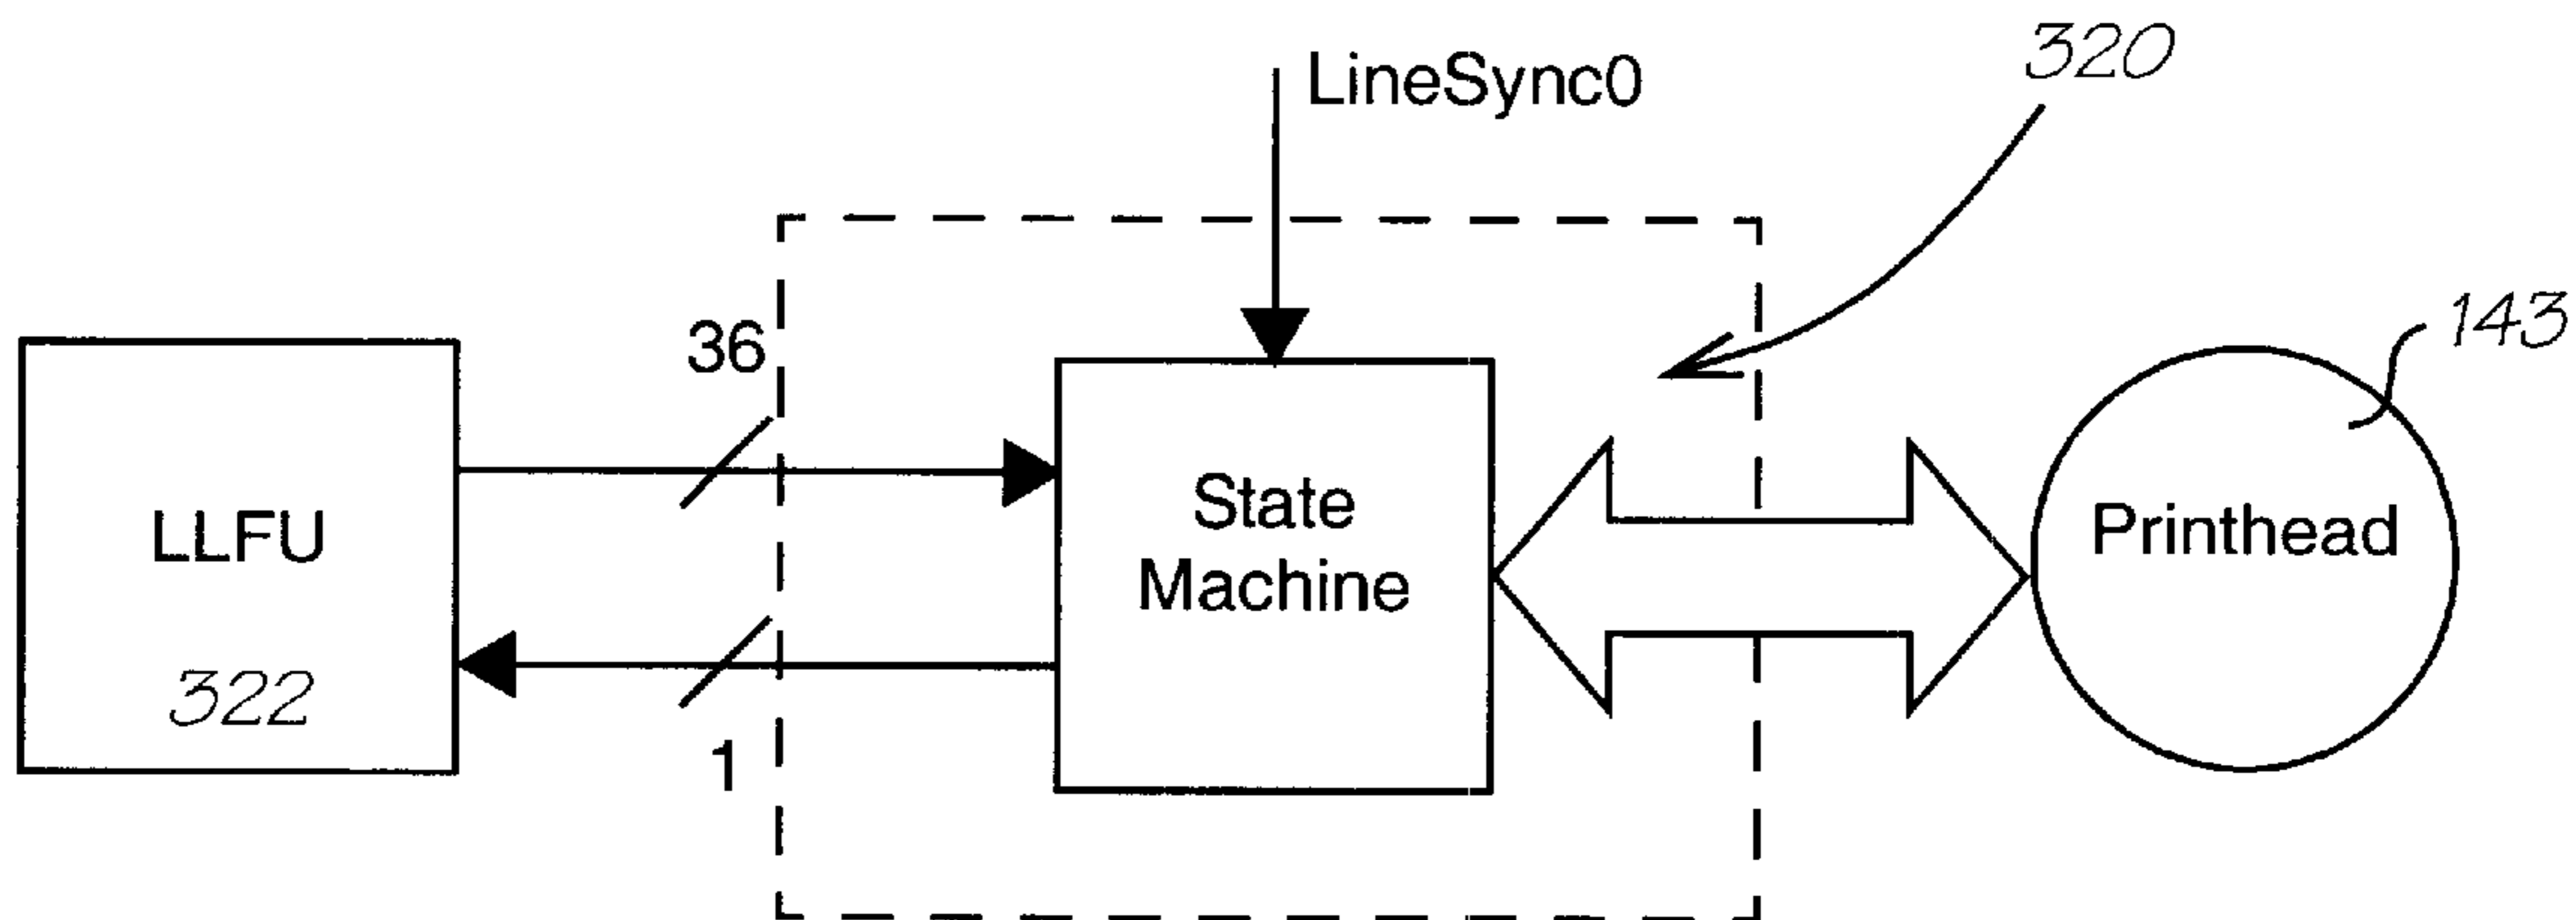 LineSync0
320
36
143
LLFU
State
Machine
Printhead
322
1